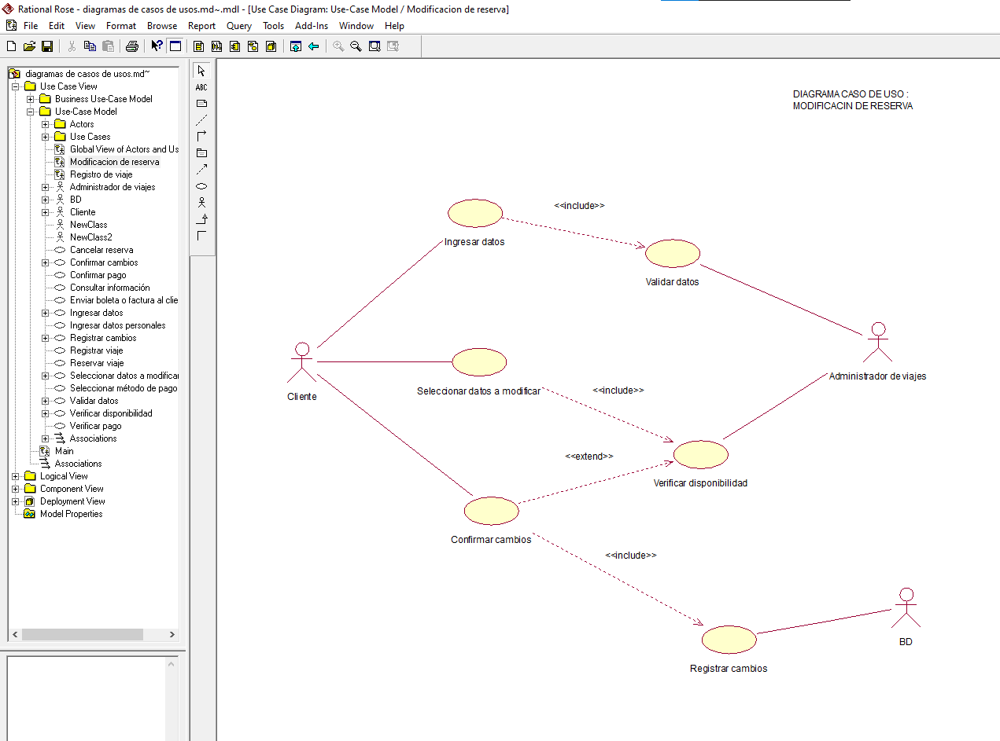 Rational Rose - diagramas de casos de usos.md~.mdl - [Use Case Diagram: Use-Case Model / Modificacion de reserva]
File Edit View Format Browse Report Query Tools Add-Ins Window Help
diagramas de casos de usos.md~
Use Case View
Business Use-Case Model
Use-Case Model
Actors
Use Cases
Global View of Actors and Us
Modificacion de reserva
Registro de viaje
Administrador de viajes
BD
Cliente
NewClass
NewClass2
Cancelar reserva
Confirmar cambios
Confirmar pago
Consultar información
Enviar boleta o factura al clie
Ingresar datos
Ingresar datos personales
Registrar cambios
Registrar viaje
Reservar viaje
Seleccionar datos a modificar
Seleccionar método de pago
Validar datos
Verificar disponibilidad
Verificar pago
Associations
Main
Associations
Logical View
Component View
Deployment View
Model Properties
ABC
DIAGRAMA CASO DE USO :
MODIFICACIN DE RESERVA
<<include>>
Ingresar datos
Validar datos
Administrador de viajes
Cliente
Seleccionar datos a modificar
<<include>>
<<extend>>
Verificar disponibilidad
Confirmar cambios
<<include>>
BD
Registrar cambios